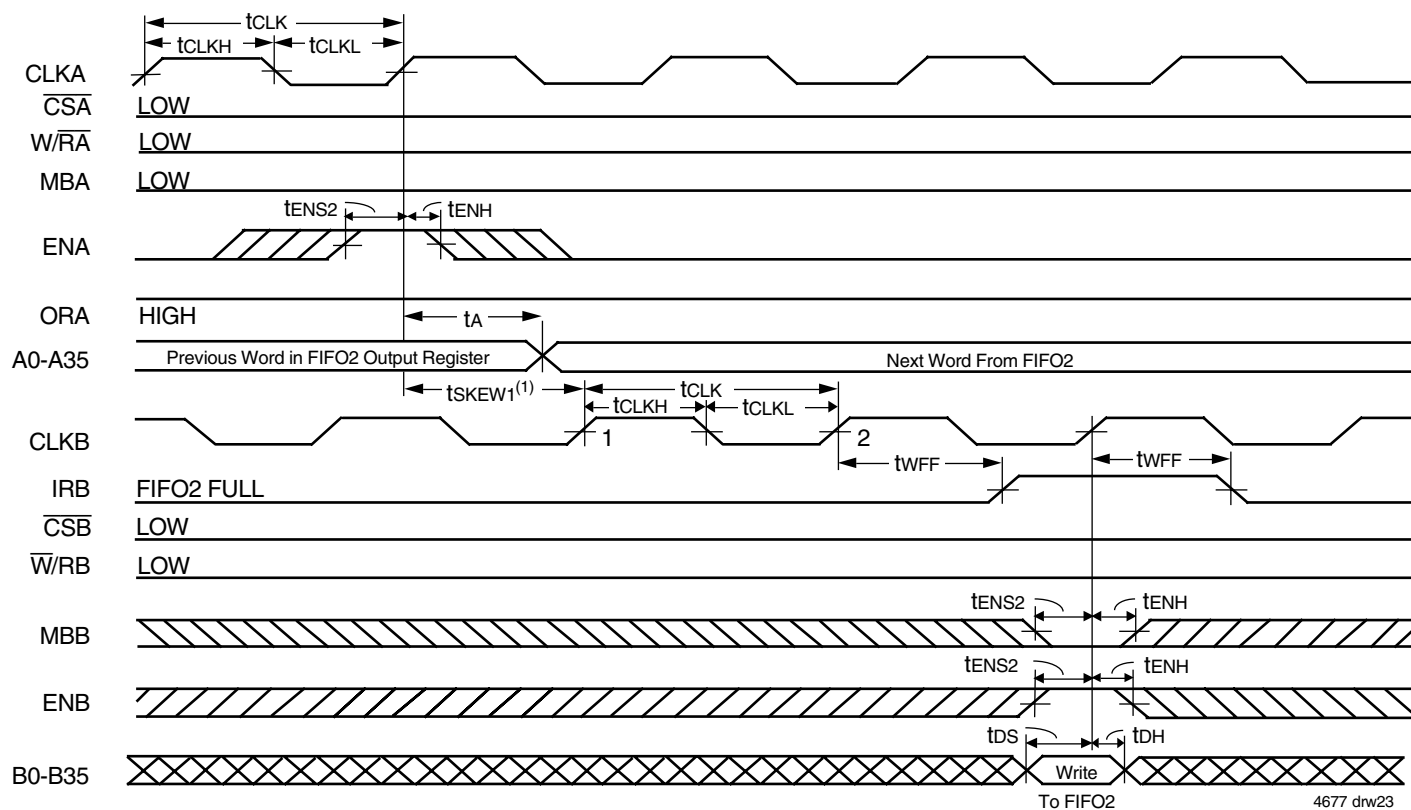 tCLK
tCLKH tCLKL
CLKA
CSA LOW
W/RA LOW
MBA LOW
tENS2 tENH
ENA
ORA HIGH
tA
A0-A35 Previous Word in FIFO2 Output Register Next Word From FIFO2
tSKEW1(1) tCLK
tCLKH tCLKL
CLKB 1 2
tWFF tWFF
IRB FIFO2 FULL
CSB LOW
W/RB LOW
tENS2 tENH
MBB
tENS2 tENH
ENB
tDS tDH
B0-B35 Write
To FIFO2 4677 drw23